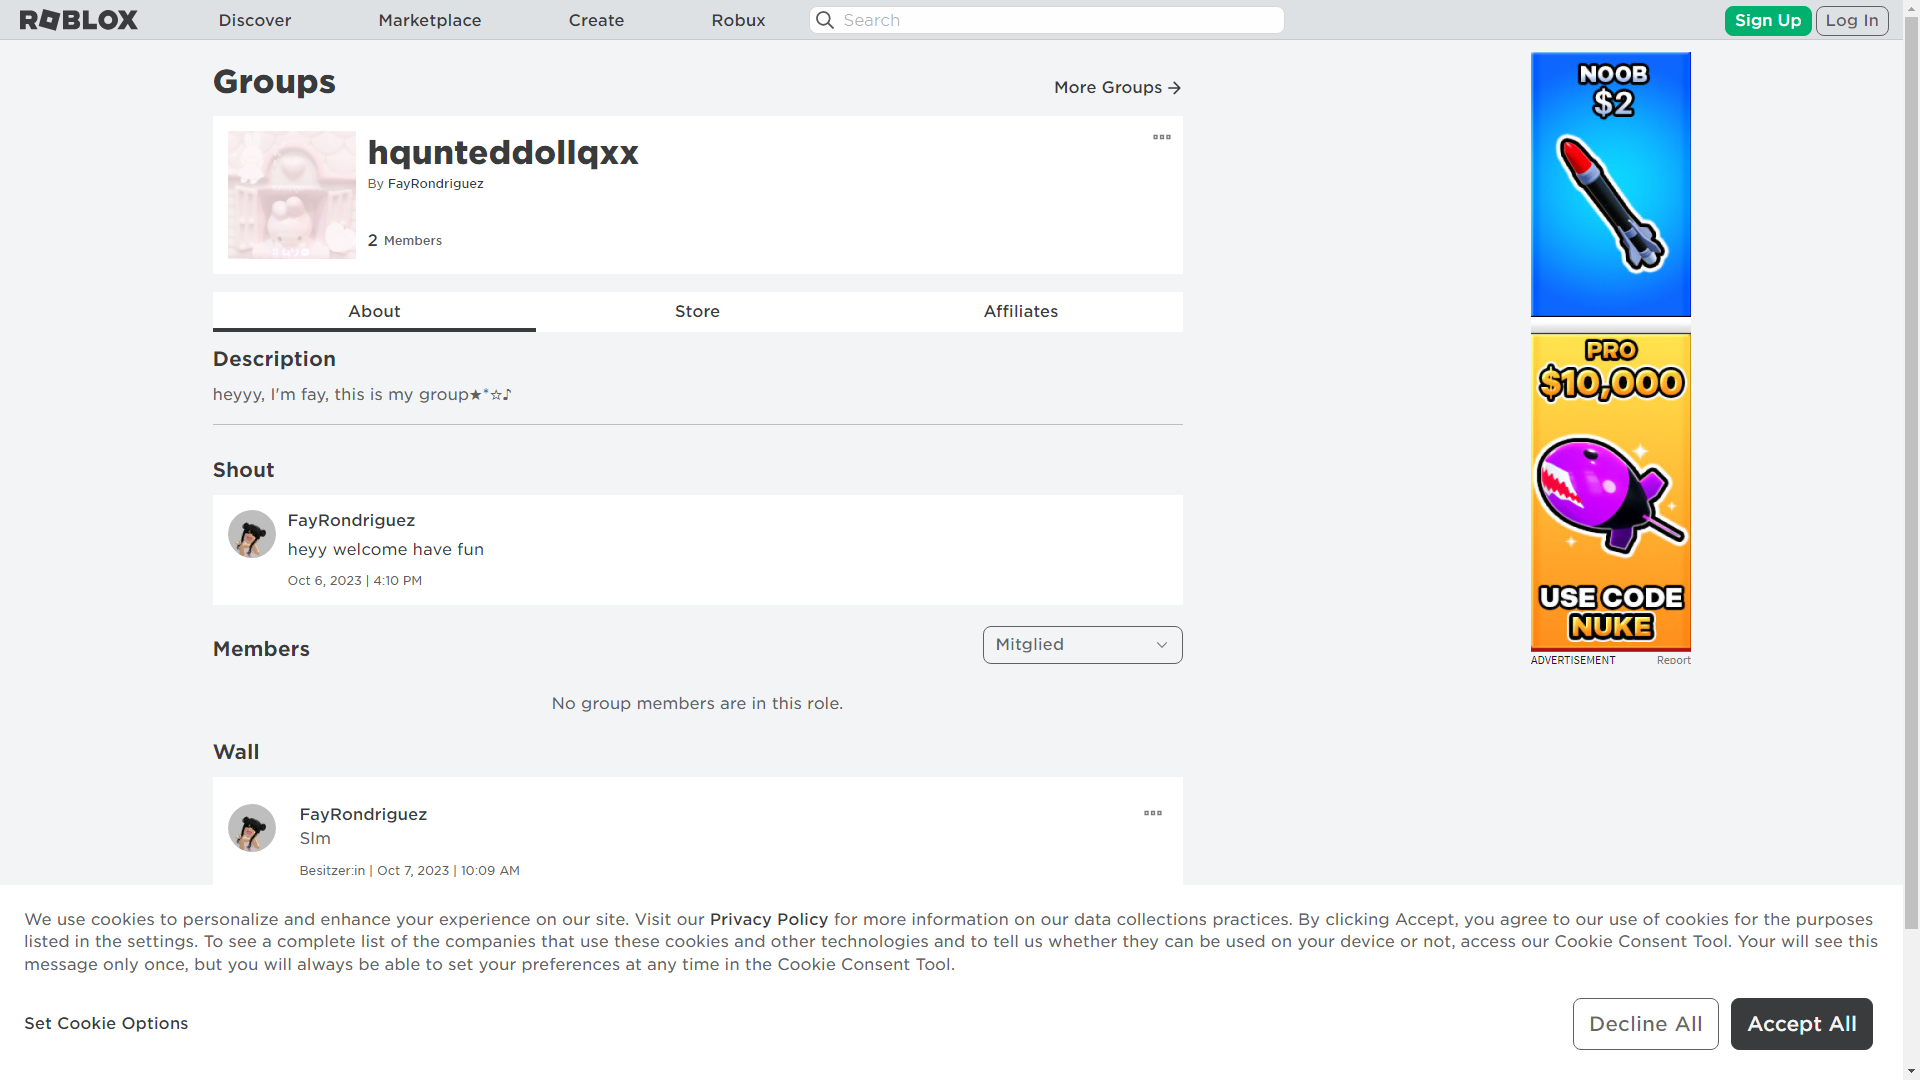 ROBLOX
Discover
Marketplace
Create
Robux
Search
Sign Up
Log In
Groups
More Groups →
hqunteddollqxx
By FayRondriguez
2 Members
About
Store
Affiliates
Description
heyyy, I'm fay, this is my group★*☆♪
Shout
FayRondriguez
heyy welcome have fun
Oct 6, 2023 | 4:10 PM
Members
Mitglied
No group members are in this role.
Wall
FayRondriguez
Slm
Besitzer:in | Oct 7, 2023 | 10:09 AM
NOOB
$2
PRO
$10,000
USE CODE
NUKE
ADVERTISEMENT
Report
We use cookies to personalize and enhance your experience on our site. Visit our Privacy Policy for more information on our data collections practices. By clicking Accept, you agree to our use of cookies for the purposes
listed in the settings. To see a complete list of the companies that use these cookies and other technologies and to tell us whether they can be used on your device or not, access our Cookie Consent Tool. Your will see this
message only once, but you will always be able to set your preferences at any time in the Cookie Consent Tool.
Set Cookie Options
Decline All
Accept All